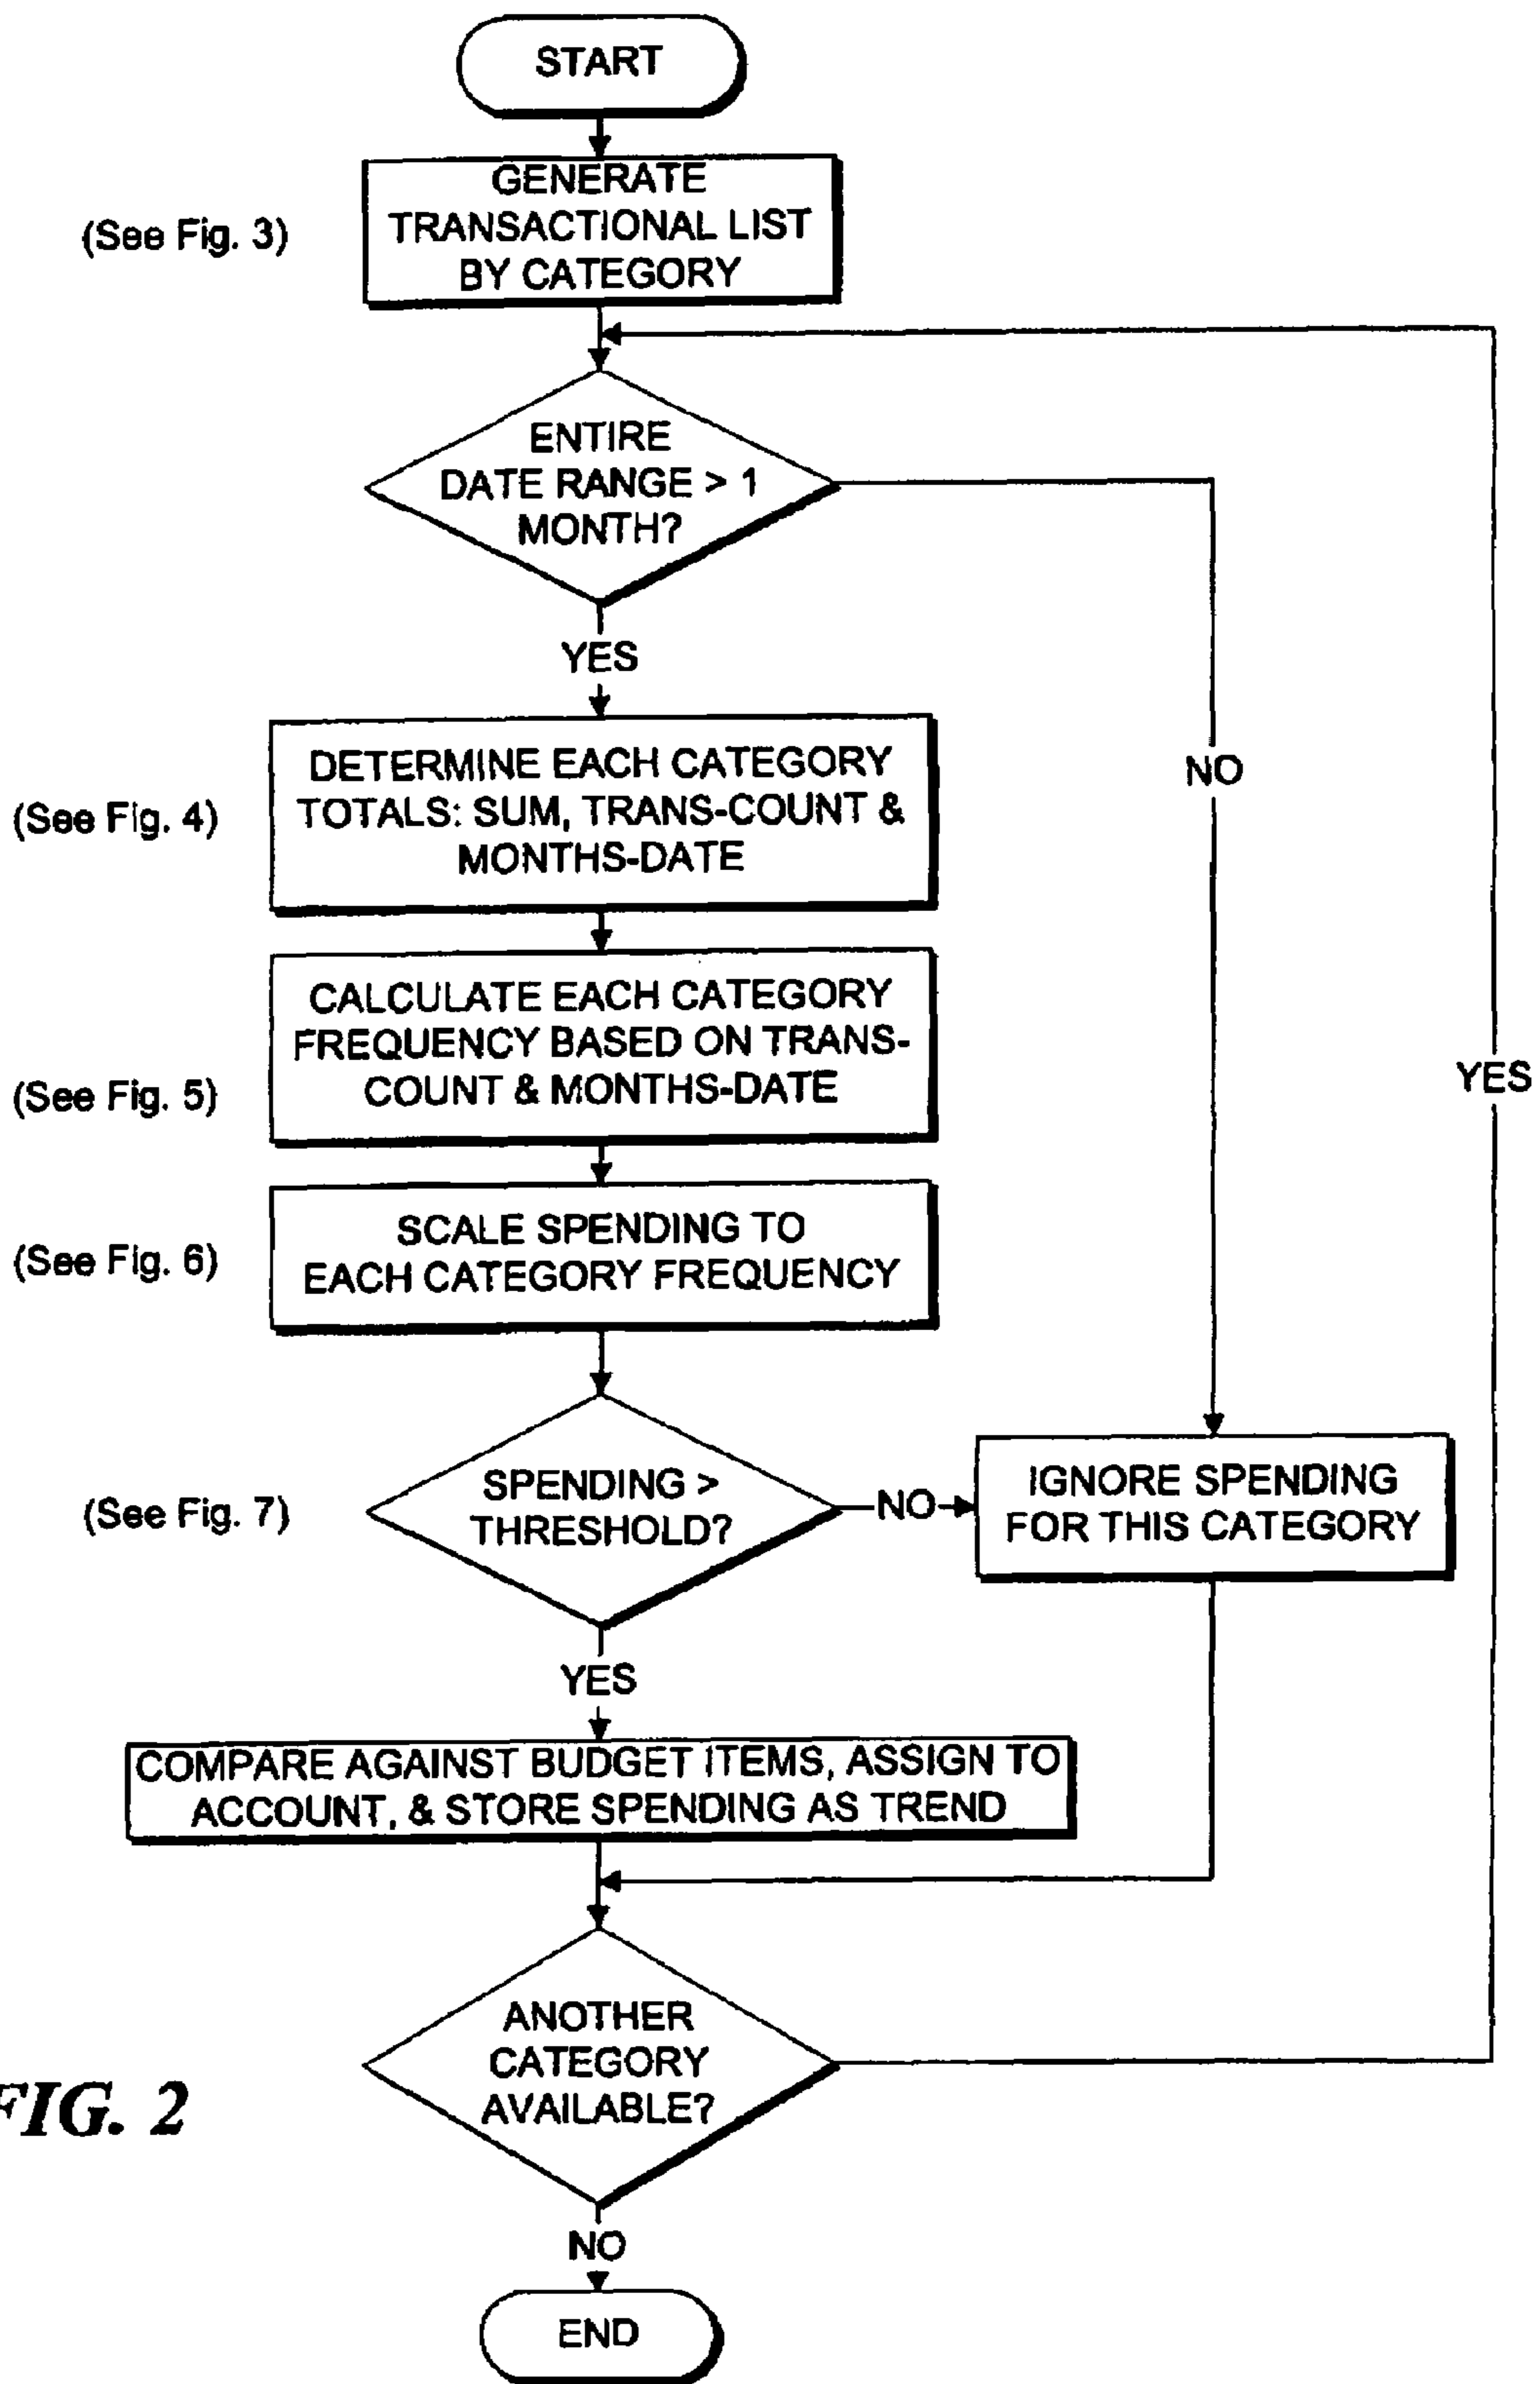 START
GENERATE
TRANSACTIONAL LIST
BY CATEGORY
(See Fig. 3)
ENTIRE
DATE RANGE > 1
MONTH?
YES
NO
DETERMINE EACH CATEGORY
TOTALS: SUM, TRANS-COUNT &
MONTHS-DATE
(See Fig. 4)
CALCULATE EACH CATEGORY
FREQUENCY BASED ON TRANS-
COUNT & MONTHS-DATE
(See Fig. 5)
YES
SCALE SPENDING TO
EACH CATEGORY FREQUENCY
(See Fig. 6)
SPENDING >
THRESHOLD?
(See Fig. 7)
NO
IGNORE SPENDING
FOR THIS CATEGORY
YES
COMPARE AGAINST BUDGET ITEMS, ASSIGN TO
ACCOUNT, & STORE SPENDING AS TREND
ANOTHER
CATEGORY
AVAILABLE?
FIG. 2
NO
END